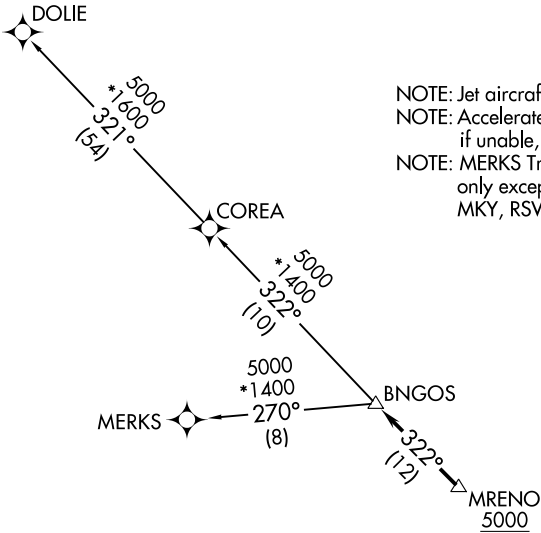 DOLIE
5000
*1600
321°
(54)
NOTE: Jet aircraf
NOTE: Accelerate
if unable,
NOTE: MERKS Tr
only excep
MKY, RSV
COREA
5000
*1400
322°
(10)
5000
*1400
270°
(8)
MERKS
BNGOS
322°
(12)
MRENO
5000